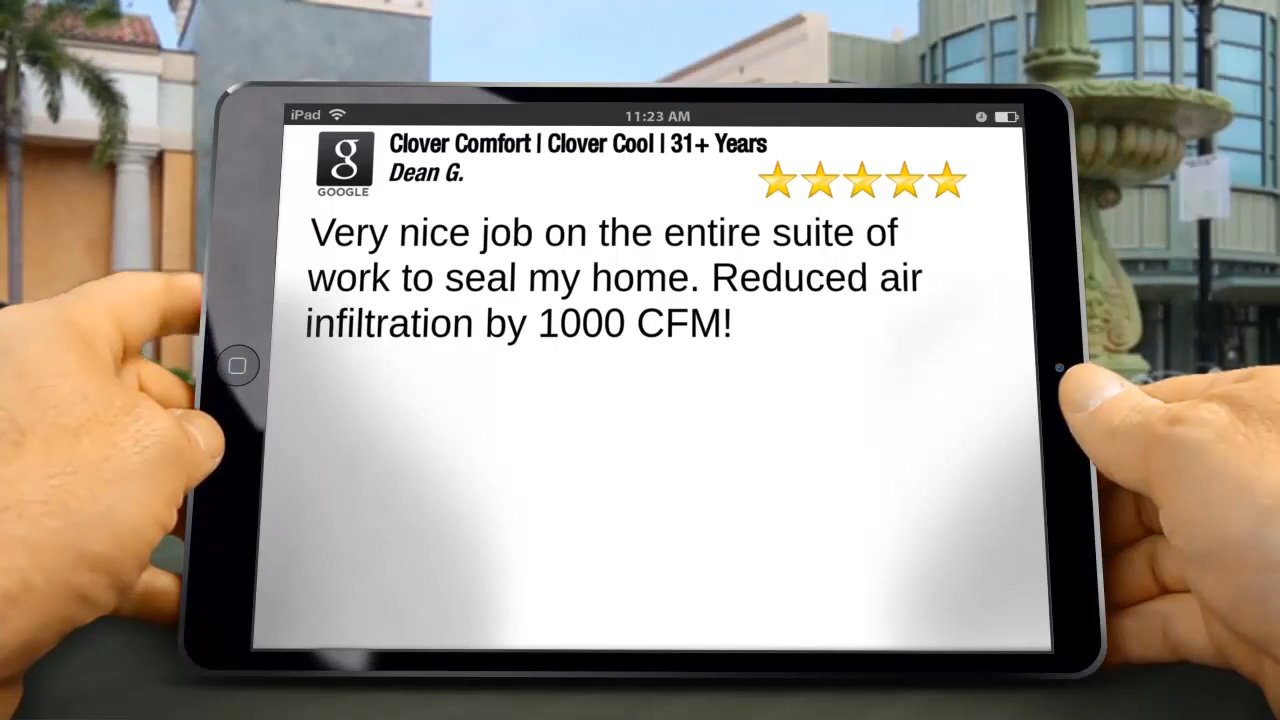 iPad 11:23 AM
Clover Comfort | Clover Cool | 31+ Years
Dean G.
g
GOOGLE
Very nice job on the entire suite of
work to seal my home. Reduced air
infiltration by 1000 CFM!